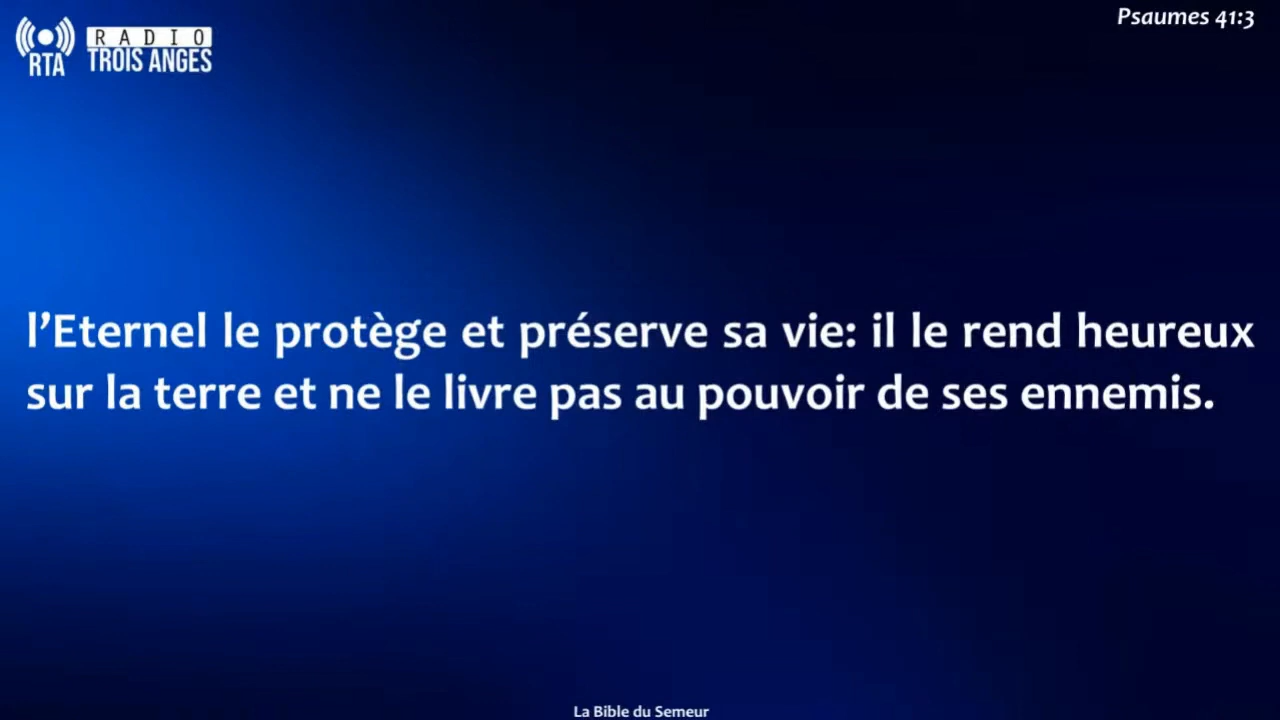 Psaumes 41:3
RTA
RADIO
TROIS ANGES
l’Eternel le protège et préserve sa vie: il le rend heureux
sur la terre et ne le livre pas au pouvoir de ses ennemis.
La Bible du Semeur